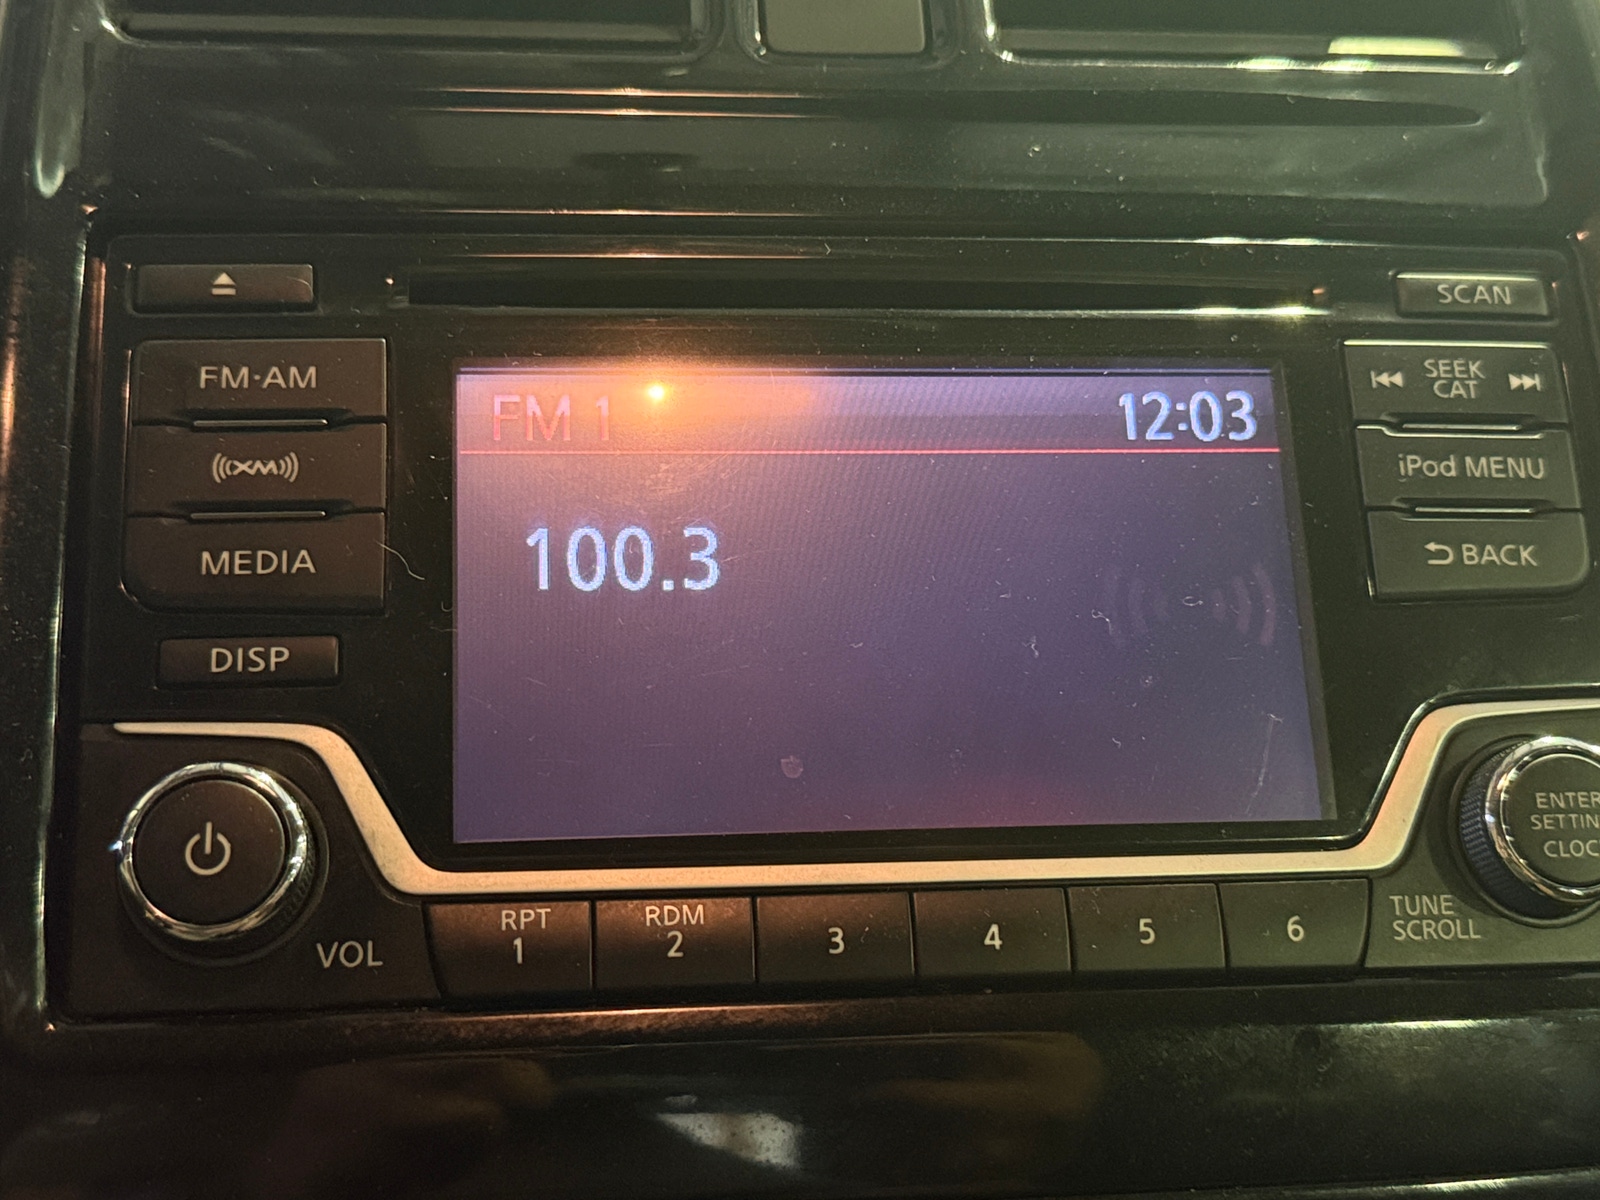 SCAN
FM·AM
SEEK
CAT
FM 1
12:03
XM
iPod MENU
100.3
MEDIA
BACK
DISP
ENTER
CLOC
VOL
RPT
1
RDM
2
3
4
5
6
TUNE
SCROLL